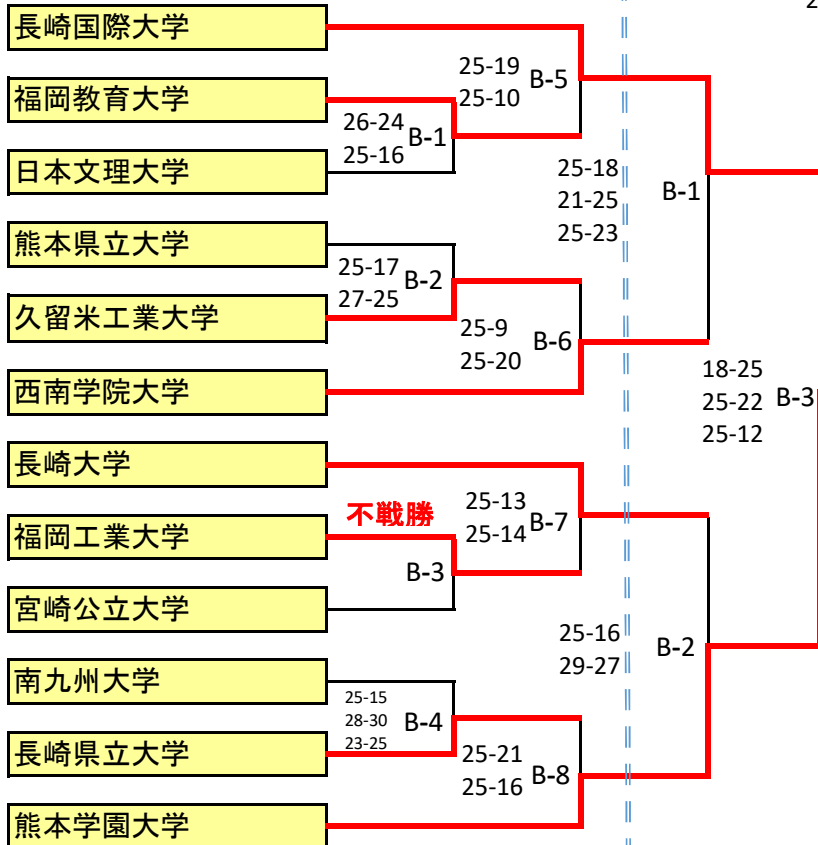 2
長崎国際大学
25-19
25-10
B-5
福岡教育大学
26-24
25-16
B-1
日本文理大学
25-18
21-25
25-23
B-1
熊本県立大学
25-17
27-25
B-2
久留米工業大学
25-9
25-20
B-6
西南学院大学
18-25
25-22
25-12
B-3
長崎大学
25-13
25-14
B-7
不戦勝
福岡工業大学
B-3
宮崎公立大学
25-16
29-27
B-2
南九州大学
25-15
28-30
23-25
B-4
長崎県立大学
25-21
25-16
B-8
熊本学園大学